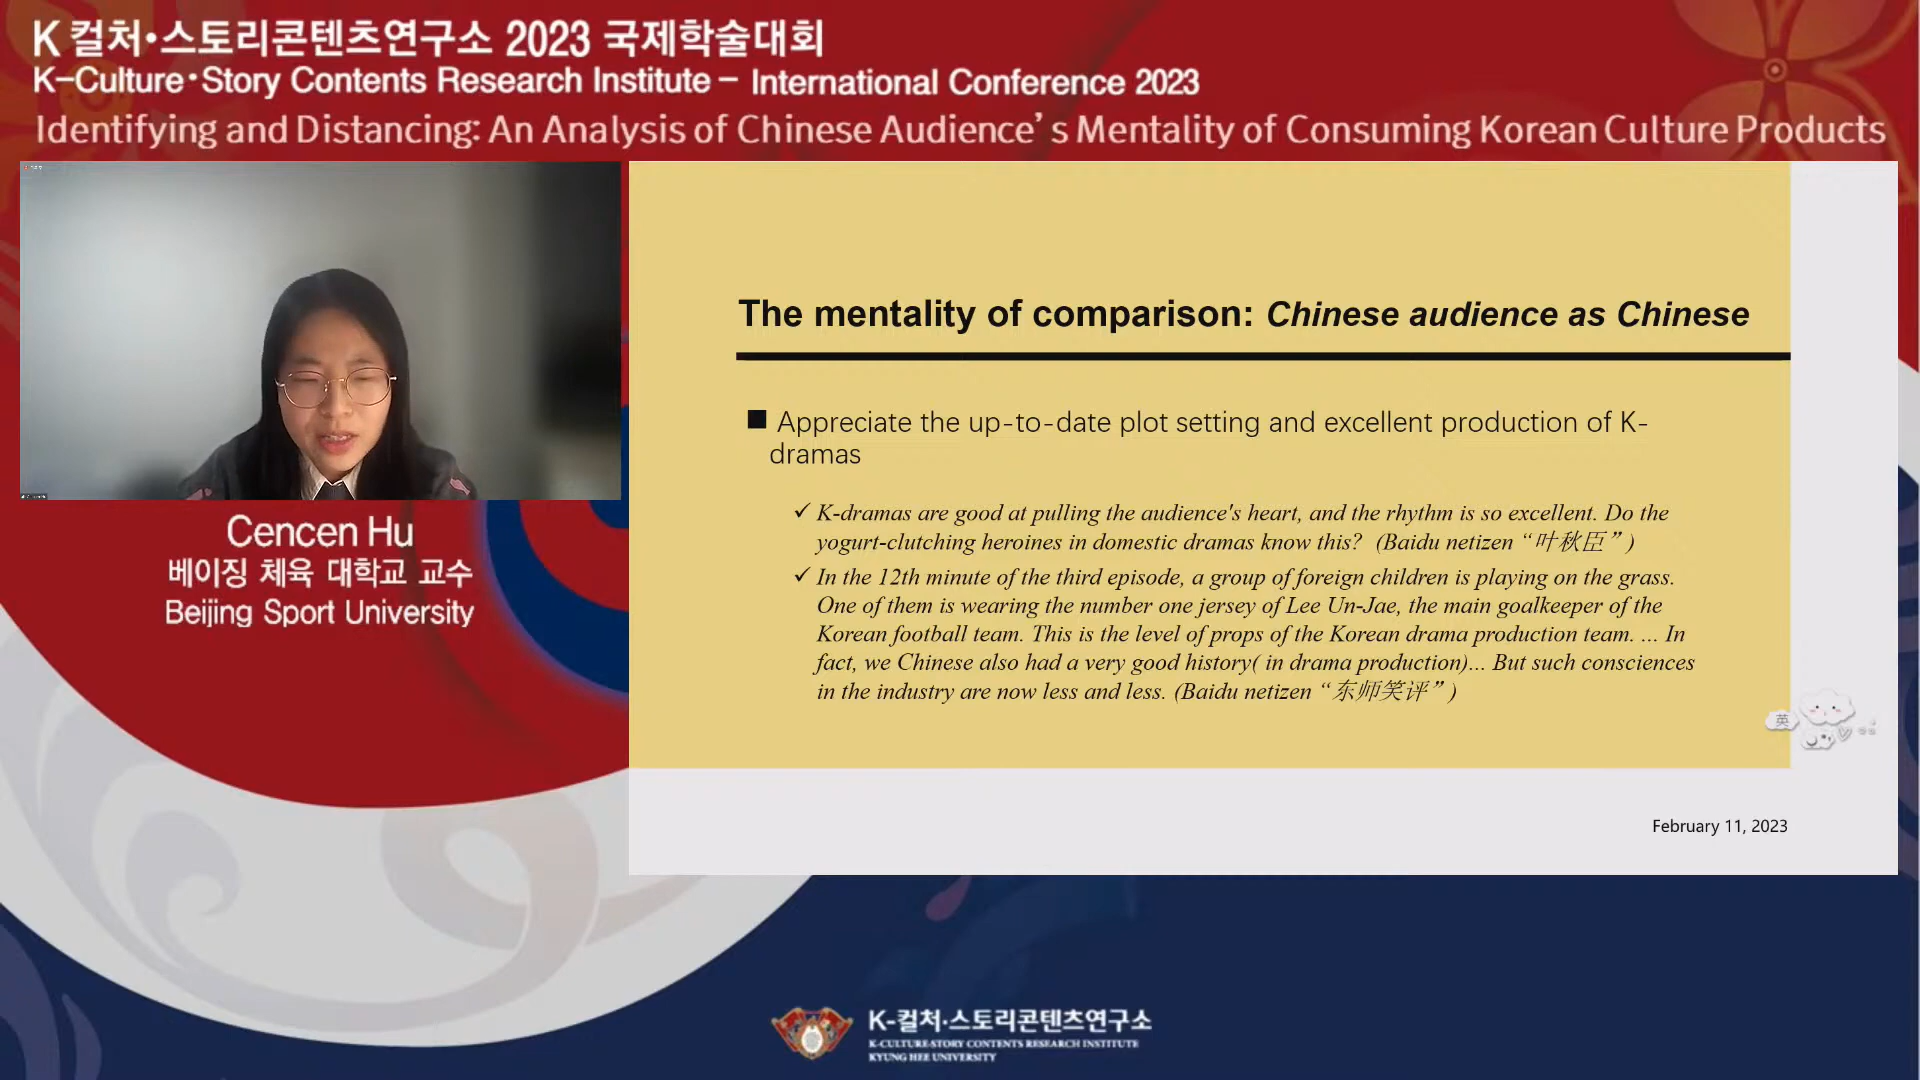 K 컬처•스토리콘텐츠연구소 2023 국제학술대회
K-Culture•Story Contents Research Institute - International Conference 2023
Identifying and Distancing: An Analysis of Chinese Audience's Mentality of Consuming Korean Culture Products
Cencen Hu
베이징 체육 대학교 교수
Beijing Sport University
The mentality of comparison: Chinese audience as Chinese
■ Appreciate the up-to-date plot setting and excellent production of K-
dramas
✓ K-dramas are good at pulling the audience's heart, and the rhythm is so excellent. Do the
yogurt-clutching heroines in domestic dramas know this? (Baidu netizen “叶秋臣”)
✓ In the 12th minute of the third episode, a group of foreign children is playing on the grass.
One of them is wearing the number one jersey of Lee Un-Jae, the main goalkeeper of the
Korean football team. This is the level of props of the Korean drama production team. ... In
fact, we Chinese also had a very good history( in drama production)... But such consciences
in the industry are now less and less. (Baidu netizen “东师笑评”)
英
February 11, 2023
K-컬처•스토리콘텐츠연구소
K-CULTURE•STORY CONTENTS RESEARCH INSTITUTE
KYUNG HEE UNIVERSITY